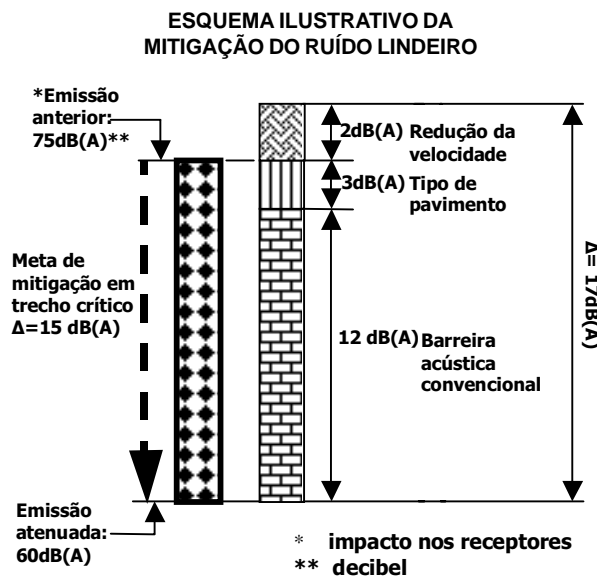 ESQUEMA ILUSTRATIVO DA
MITIGAÇÃO DO RUÍDO LINDEIRO
*Emissão
anterior:
75dB(A)**
2dB(A) Redução da
velocidade
3dB(A) Tipo de
pavimento
Meta de
mitigação em
trecho crítico
Δ=15 dB(A)
12 dB(A) Barreira
acústica
convencional
Δ= 17dB(A)
Emissão
atenuada:
60dB(A)
* impacto nos receptores
** decibel